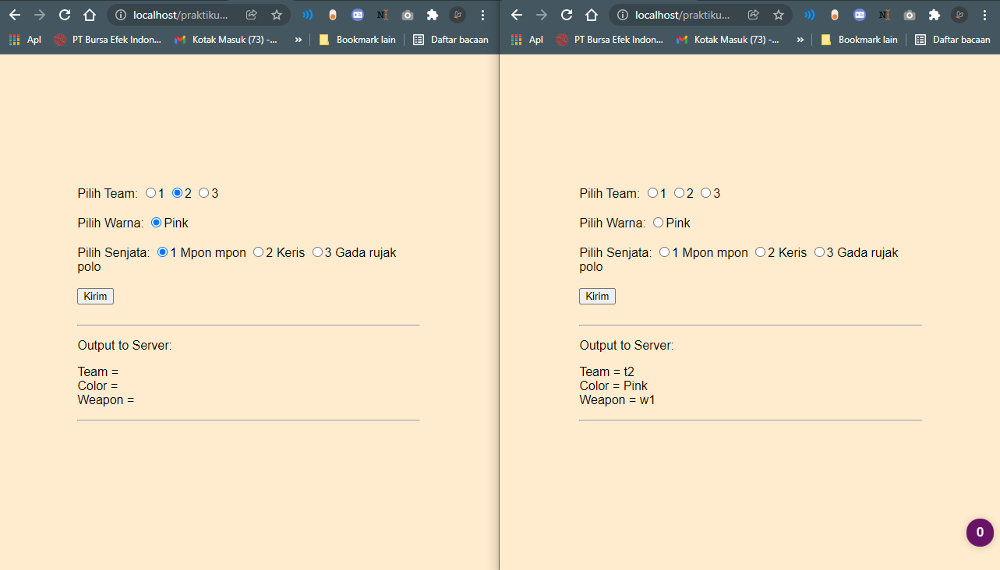 localhost/praktiku...
Apl PT Bursa Efek Indon... Kotak Masuk (73) -... » Bookmark lain Daftar bacaan
Pilih Team: 1 2 3
Pilih Warna: Pink
Pilih Senjata: 1 Mpon mpon 2 Keris 3 Gada rujak
polo
Kirim
Output to Server:
Team =
Color =
Weapon =
localhost/praktiku...
Apl PT Bursa Efek Indon... Kotak Masuk (73) -... » Bookmark lain Daftar bacaan
Pilih Team: 1 2 3
Pilih Warna: Pink
Pilih Senjata: 1 Mpon mpon 2 Keris 3 Gada rujak
polo
Kirim
Output to Server:
Team = t2
Color = Pink
Weapon = w1
0